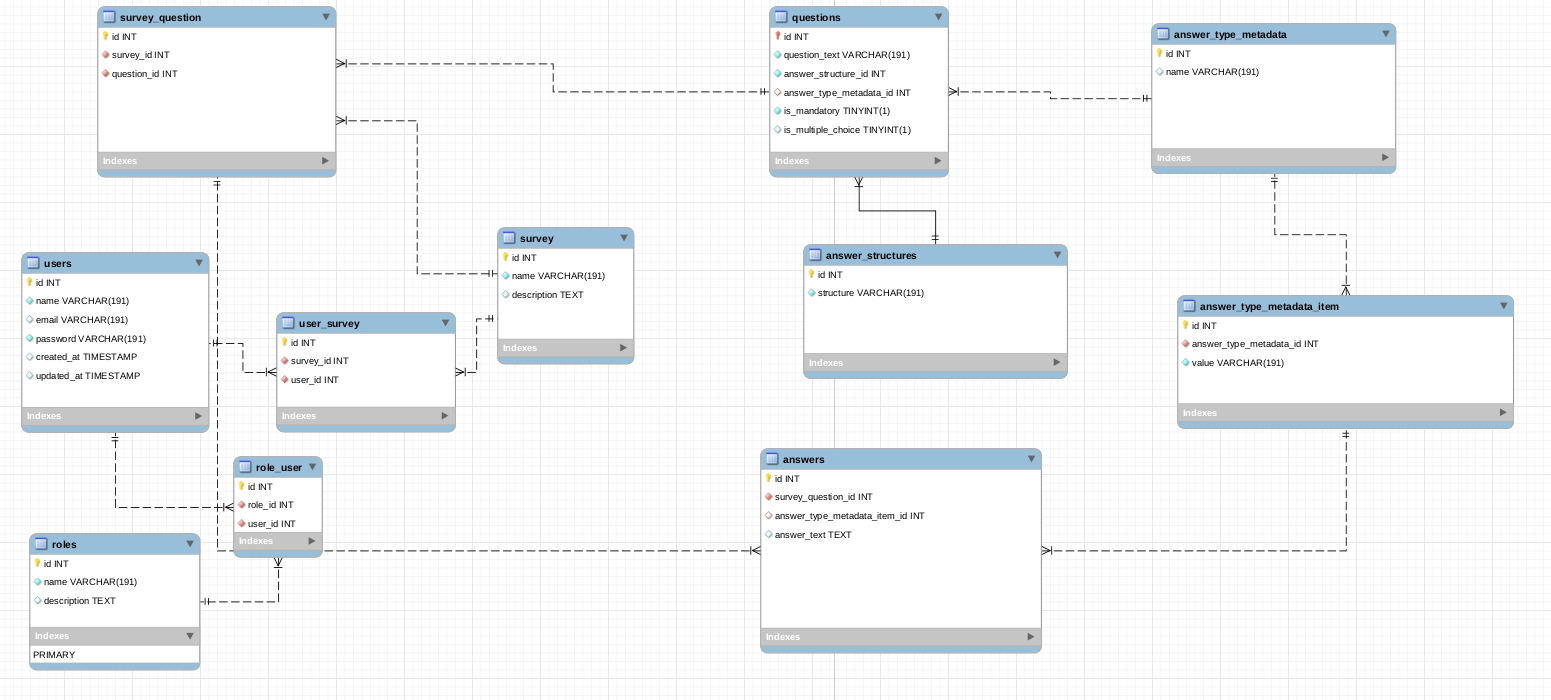 survey_question
id INT
survey_id INT
question_id INT
Indexes
questions
id INT
question_text VARCHAR(191)
answer_structure_id INT
answer_type_metadata_id INT
is_mandatory TINYINT(1)
is_multiple_choice TINYINT(1)
Indexes
answer_type_metadata
id INT
name VARCHAR(191)
Indexes
users
id INT
name VARCHAR(191)
email VARCHAR(191)
password VARCHAR(191)
created_at TIMESTAMP
updated_at TIMESTAMP
Indexes
user_survey
id INT
survey_id INT
user_id INT
Indexes
survey
id INT
name VARCHAR(191)
description TEXT
Indexes
answer_structures
id INT
structure VARCHAR(191)
Indexes
answer_type_metadata_item
id INT
answer_type_metadata_id INT
value VARCHAR(191)
Indexes
role_user
id INT
role_id INT
user_id INT
Indexes
roles
id INT
name VARCHAR(191)
description TEXT
Indexes
PRIMARY
answers
id INT
survey_question_id INT
answer_type_metadata_item_id INT
answer_text TEXT
Indexes